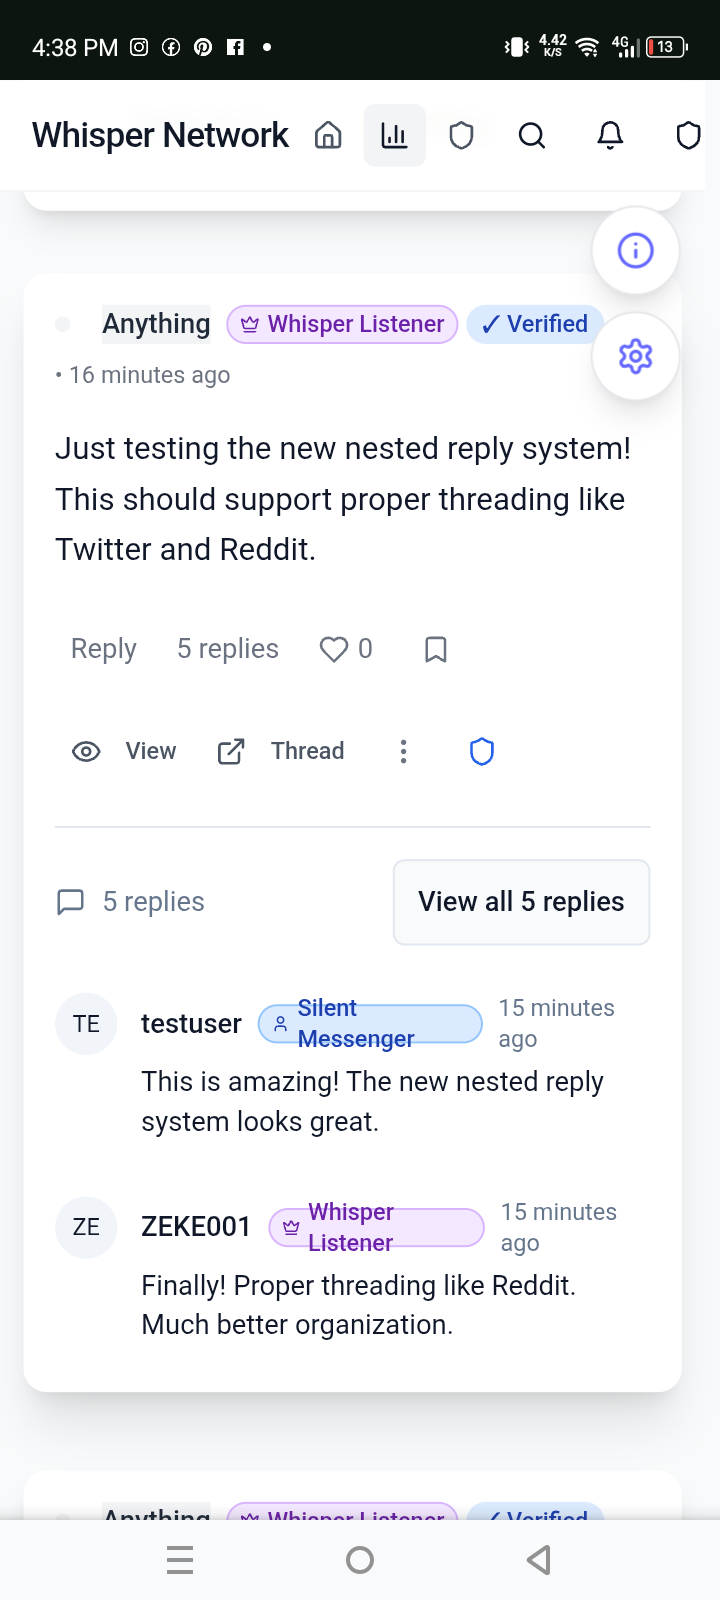 4:38 PM
4.42 K/S
4G
13
Whisper Network
Anything Whisper Listener ✓ Verified
• 16 minutes ago
Just testing the new nested reply system!
This should support proper threading like
Twitter and Reddit.
Reply 5 replies 0
View Thread
5 replies View all 5 replies
TE testuser Silent Messenger 15 minutes ago
This is amazing! The new nested reply
system looks great.
ZE ZEKE001 Whisper Listener 15 minutes ago
Finally! Proper threading like Reddit.
Much better organization.
Anything Whisper Listener ✓ Verified